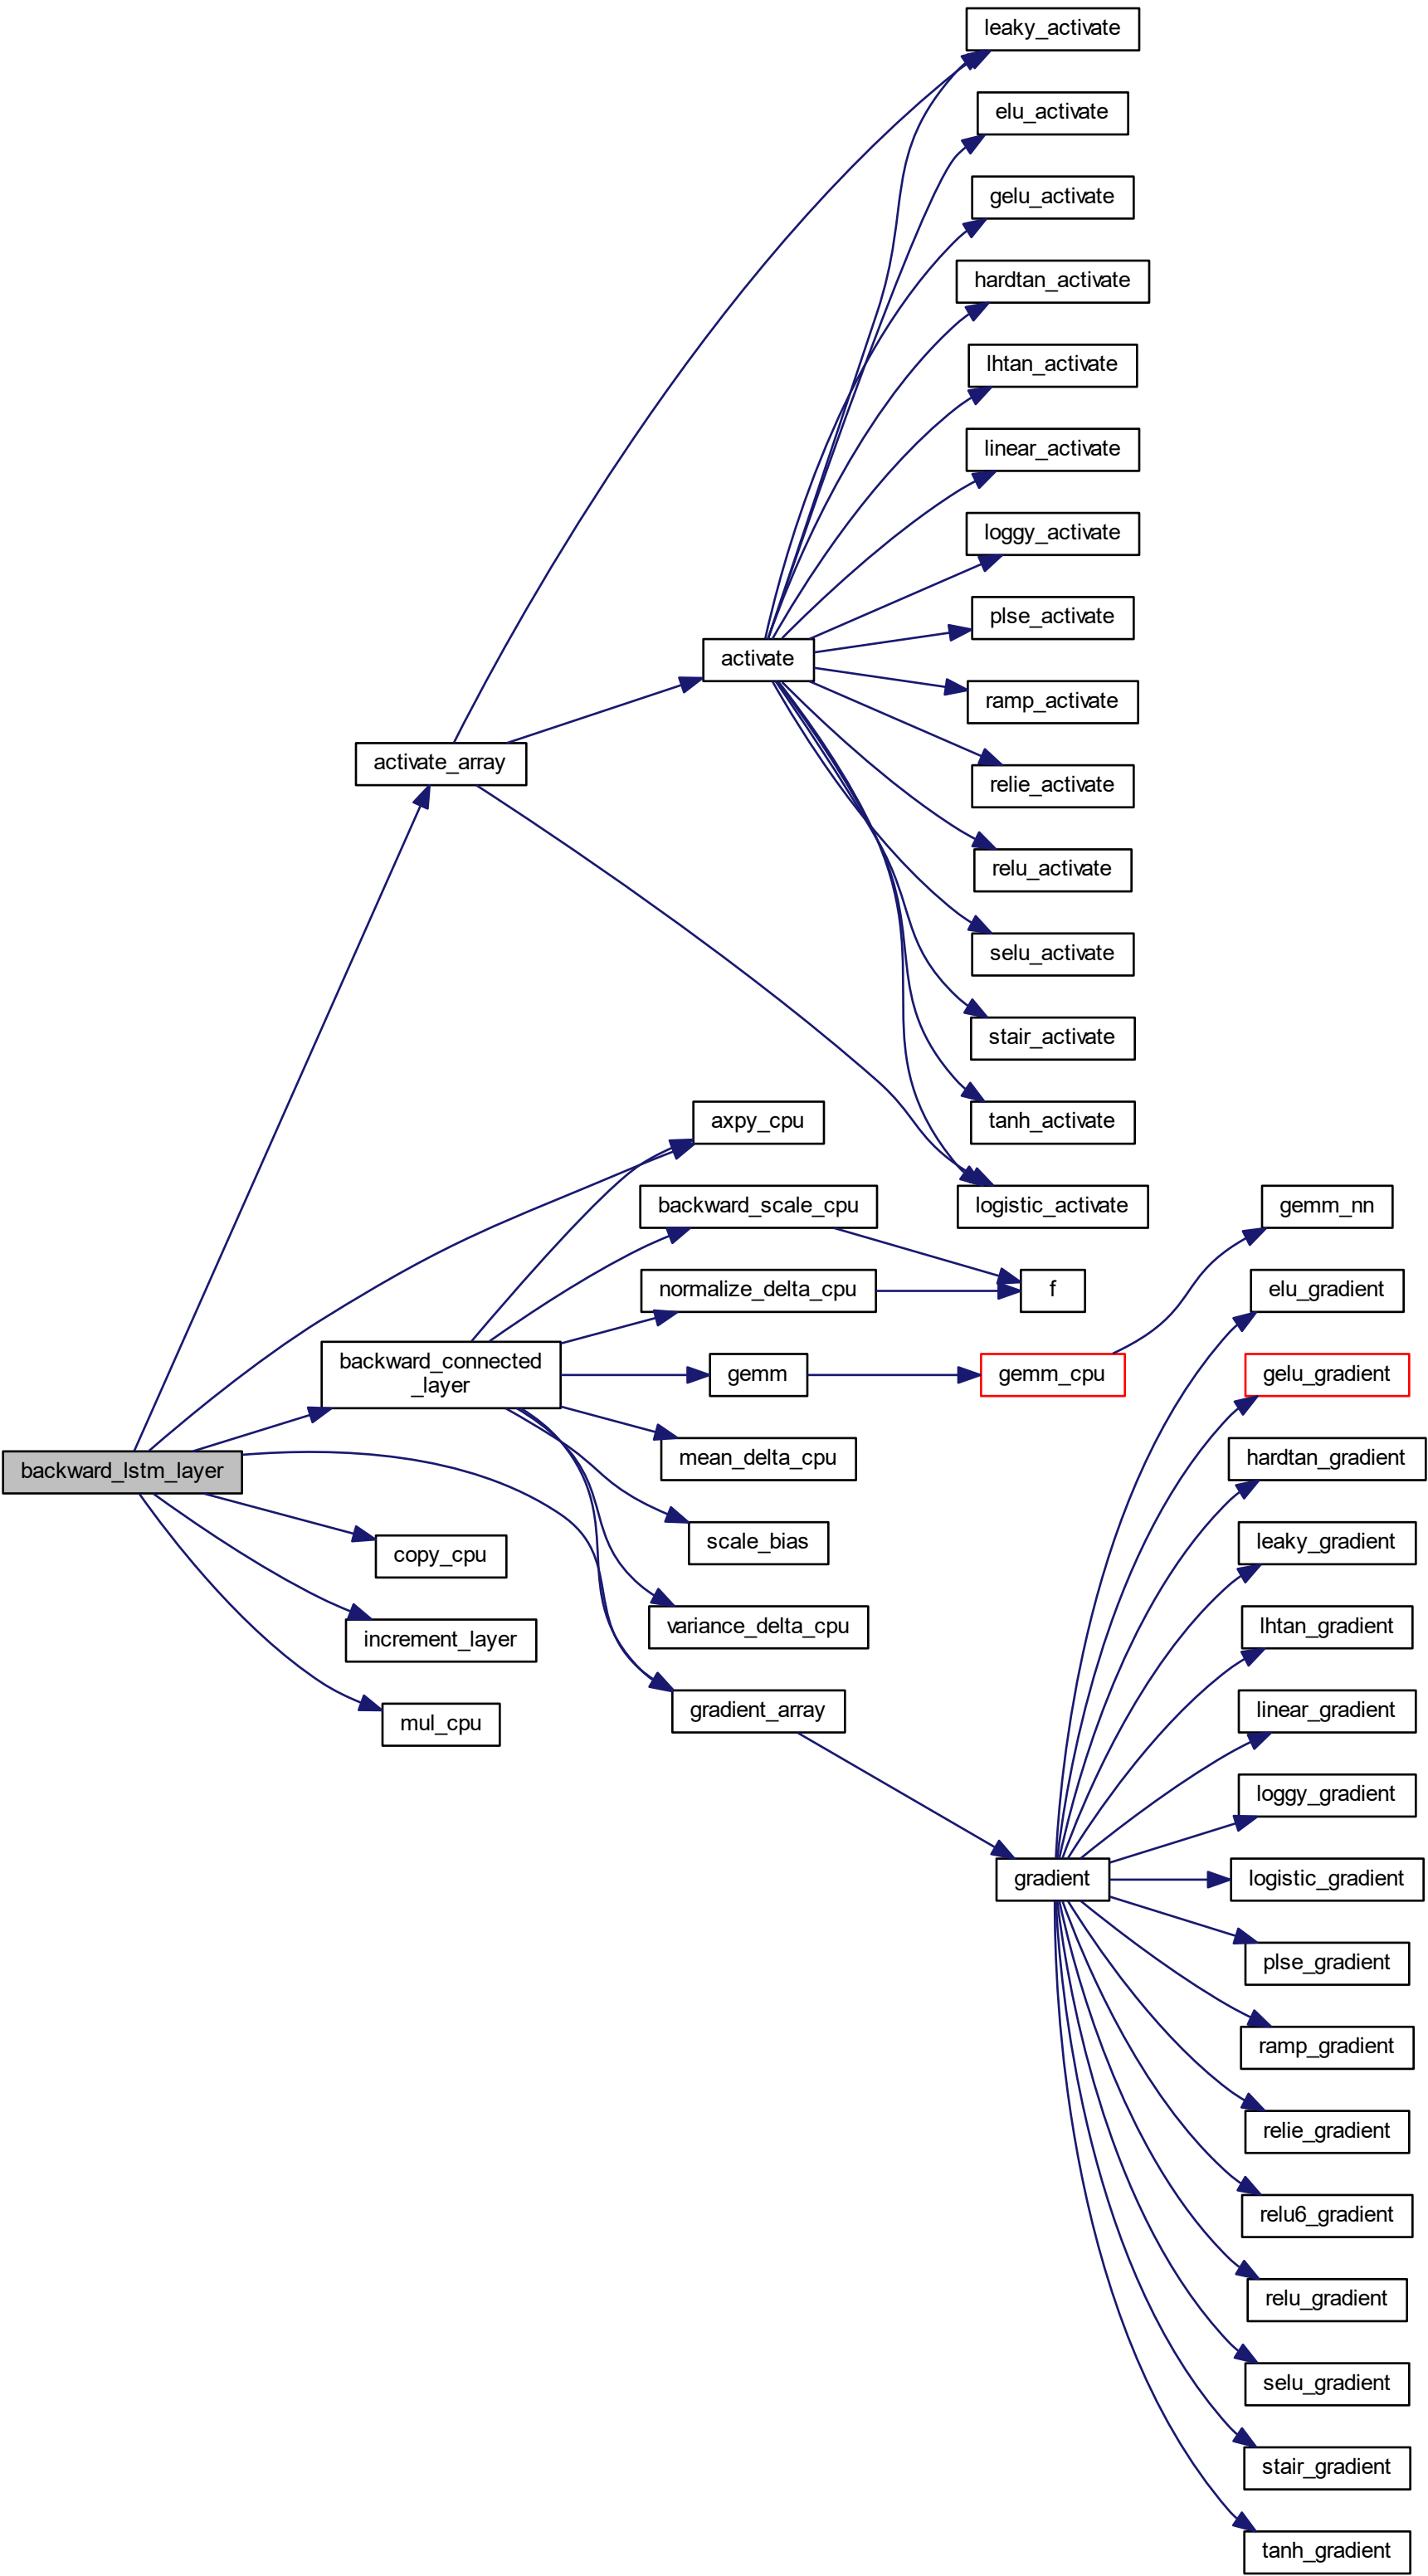 leaky_activate
elu_activate
gelu_activate
hardtan_activate
lhtan_activate
linear_activate
loggy_activate
plse_activate
activate
ramp_activate
activate_array
relie_activate
relu_activate
selu_activate
stair_activate
axpy_cpu
tanh_activate
backward_scale_cpu
logistic_activate
gemm_nn
normalize_delta_cpu
f
elu_gradient
backward_connected
_layer
gemm
gemm_cpu
gelu_gradient
backward_lstm_layer
mean_delta_cpu
hardtan_gradient
copy_cpu
scale_bias
leaky_gradient
increment_layer
variance_delta_cpu
lhtan_gradient
mul_cpu
gradient_array
linear_gradient
loggy_gradient
gradient
logistic_gradient
plse_gradient
ramp_gradient
relie_gradient
relu6_gradient
relu_gradient
selu_gradient
stair_gradient
tanh_gradient